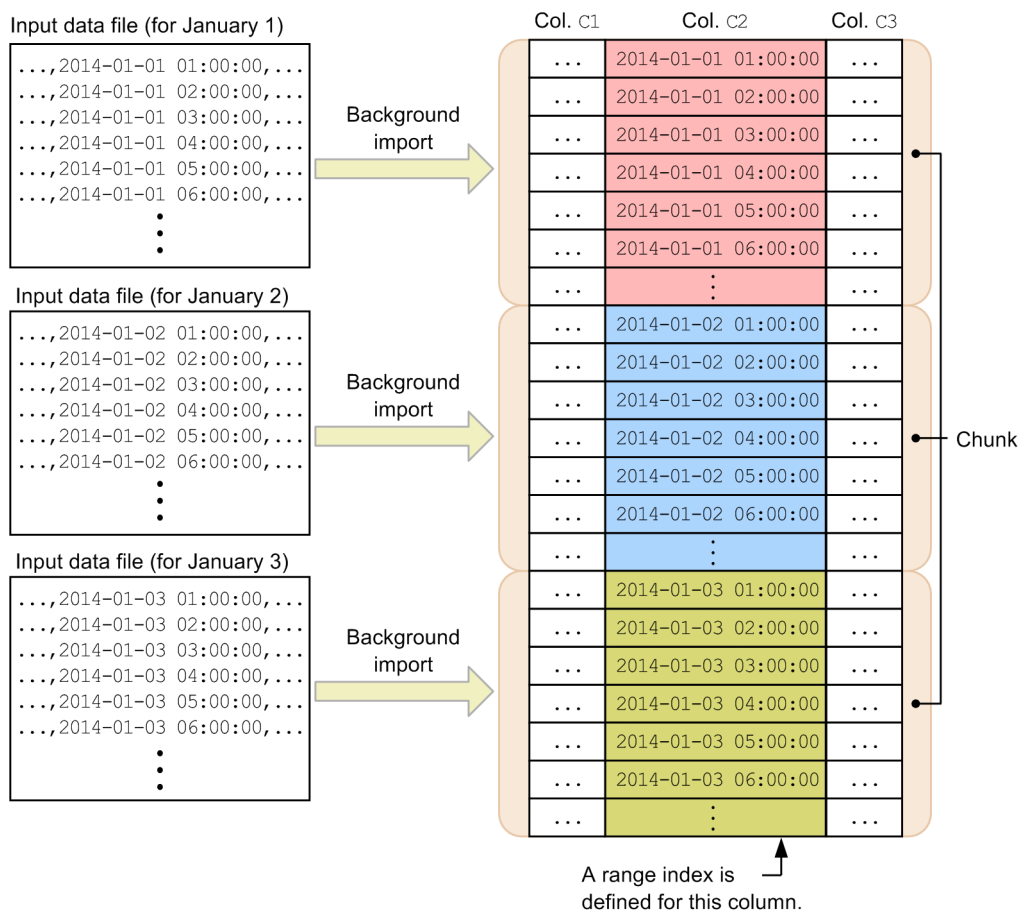 Input data file (for January 1)
...,2014-01-01 01:00:00,...
...,2014-01-01 02:00:00,...
...,2014-01-01 03:00:00,...
...,2014-01-01 04:00:00,...
...,2014-01-01 05:00:00,...
...,2014-01-01 06:00:00,...
Background
import
Input data file (for January 2)
...,2014-01-02 01:00:00,...
...,2014-01-02 02:00:00,...
...,2014-01-02 03:00:00,...
...,2014-01-02 04:00:00,...
...,2014-01-02 05:00:00,...
...,2014-01-02 06:00:00,...
Background
import
Input data file (for January 3)
...,2014-01-03 01:00:00,...
...,2014-01-03 02:00:00,...
...,2014-01-03 03:00:00,...
...,2014-01-03 04:00:00,...
...,2014-01-03 05:00:00,...
...,2014-01-03 06:00:00,...
Background
import
Col. C1 Col. C2 Col. C3
... 2014-01-01 01:00:00 ...
... 2014-01-01 02:00:00 ...
... 2014-01-01 03:00:00 ...
... 2014-01-01 04:00:00 ...
... 2014-01-01 05:00:00 ...
... 2014-01-01 06:00:00 ...
... ⋮ ...
... 2014-01-02 01:00:00 ...
... 2014-01-02 02:00:00 ...
... 2014-01-02 03:00:00 ...
... 2014-01-02 04:00:00 ...
... 2014-01-02 05:00:00 ...
... 2014-01-02 06:00:00 ...
... ⋮ ...
... 2014-01-03 01:00:00 ...
... 2014-01-03 02:00:00 ...
... 2014-01-03 03:00:00 ...
... 2014-01-03 04:00:00 ...
... 2014-01-03 05:00:00 ...
... 2014-01-03 06:00:00 ...
... ⋮ ...
Chunk
A range index is
defined for this column.